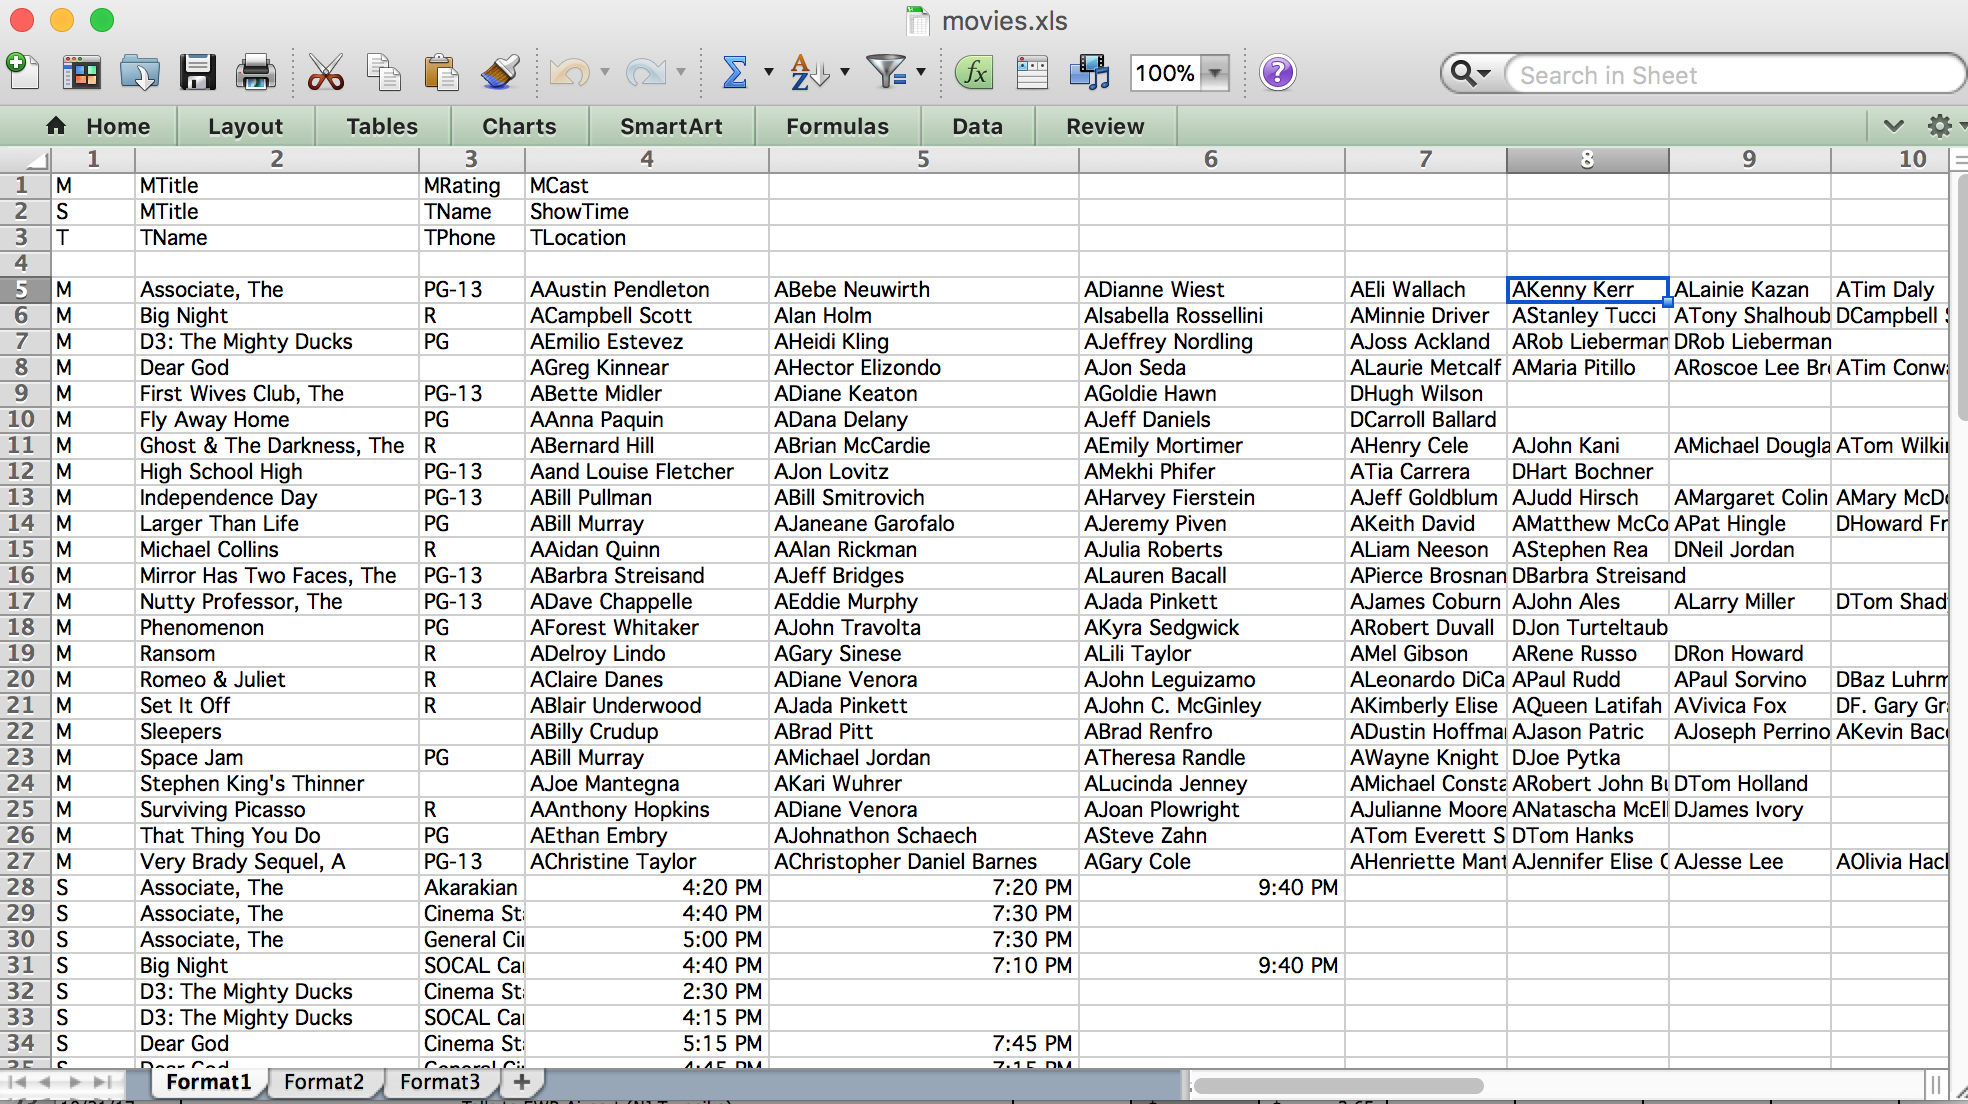 movies.xls
100% Search in Sheet
Home Layout Tables Charts SmartArt Formulas Data Review
1 2 3 4 5 6 7 8 9 10
1 M MTitle MRating MCast
2 S MTitle TName ShowTime
3 T TName TPhone TLocation
4
5 M Associate, The PG-13 AAustin Pendleton ABebe Neuwirth ADianne Wiest AEli Wallach AKenny Kerr ALainie Kazan ATim Daly
6 M Big Night R ACampbell Scott AIan Holm AIsabella Rossellini AMinnie Driver AStanley Tucci ATony Shalhoub DCampbell
7 M D3: The Mighty Ducks PG AEmilio Estevez AHeidi Kling AJeffrey Nordling AJoss Ackland ARob Lieberman DRob Lieberman
8 M Dear God AGreg Kinnear AHector Elizondo AJon Seda ALaurie Metcalf AMaria Pitillo ARoscoe Lee Br ATim Conw
9 M First Wives Club, The PG-13 ABette Midler ADiane Keaton AGoldie Hawn DHugh Wilson
10 M Fly Away Home PG AAnna Paquin ADana Delany AJeff Daniels DCarroll Ballard
11 M Ghost & The Darkness, The R ABernard Hill ABrian McCardie AEmily Mortimer AHenry Cele AJohn Kani AMichael Dougla ATom Wilki
12 M High School High PG-13 Aand Louise Fletcher AJon Lovitz AMekhi Phifer ATia Carrera DHart Bochner
13 M Independence Day PG-13 ABill Pullman ABill Smitrovich AHarvey Fierstein AJeff Goldblum AJudd Hirsch AMargaret Colin AMary McD
14 M Larger Than Life PG ABill Murray AJaneane Garofalo AJeremy Piven AKeith David AMatthew McCo APat Hingle DHoward Fr
15 M Michael Collins R AAidan Quinn AAlan Rickman AJulia Roberts ALiam Neeson AStephen Rea DNeil Jordan
16 M Mirror Has Two Faces, The PG-13 ABarbra Streisand AJeff Bridges ALauren Bacall APierce Brosnan DBarbra Streisand
17 M Nutty Professor, The PG-13 ADave Chappelle AEddie Murphy AJada Pinkett AJames Coburn AJohn Ales ALarry Miller DTom Shad
18 M Phenomenon PG AForest Whitaker AJohn Travolta AKyra Sedgwick ARobert Duvall DJon Turteltaub
19 M Ransom R ADelroy Lindo AGary Sinese ALili Taylor AMel Gibson ARene Russo DRon Howard
20 M Romeo & Juliet R AClaire Danes ADiane Venora AJohn Leguizamo ALeonardo DiCa APaul Rudd APaul Sorvino DBaz Luhrm
21 M Set It Off R ABlair Underwood AJada Pinkett AJohn C. McGinley AKimberly Elise AQueen Latifah AVivica Fox DF. Gary Gr
22 M Sleepers ABilly Crudup ABrad Pitt ABrad Renfro ADustin Hoffma AJason Patric AJoseph Perrino AKevin Bac
23 M Space Jam PG ABill Murray AMichael Jordan ATheresa Randle AWayne Knight DJoe Pytka
24 M Stephen King's Thinner AJoe Mantegna AKari Wuhrer ALucinda Jenney AMichael Consta ARobert John Bu DTom Holland
25 M Surviving Picasso R AAnthony Hopkins ADiane Venora AJoan Plowright AJulianne Moore ANatascha McEl DJames Ivory
26 M That Thing You Do PG AEthan Embry AJohnathon Schaech ASteve Zahn ATom Everett S DTom Hanks
27 M Very Brady Sequel, A PG-13 AChristine Taylor AChristopher Daniel Barnes AGary Cole AHenriette Mant AJennifer Elise AJesse Lee AOlivia Hac
28 S Associate, The Akarakian 4:20 PM 7:20 PM 9:40 PM
29 S Associate, The Cinema St 4:40 PM 7:30 PM
30 S Associate, The General Ci 5:00 PM 7:30 PM
31 S Big Night SOCAL Ca 4:40 PM 7:10 PM 9:40 PM
32 S D3: The Mighty Ducks Cinema St 2:30 PM
33 S D3: The Mighty Ducks SOCAL Ca 4:15 PM
34 S Dear God Cinema St 5:15 PM 7:45 PM
35 S Dear God General Ci 4:45 PM 7:15 PM
Format1 Format2 Format3